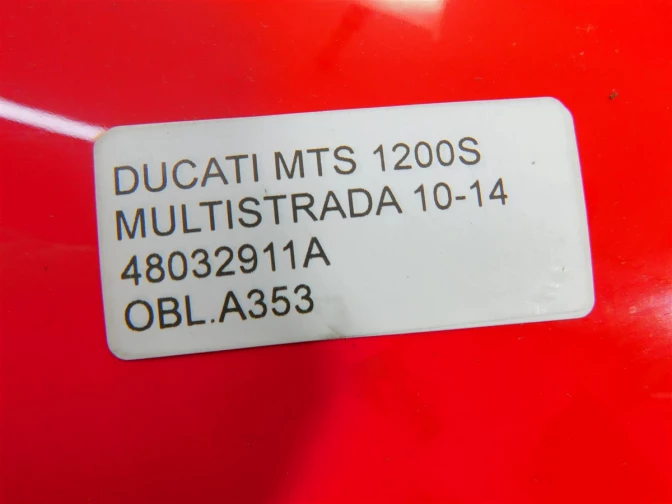 DUCATI MTS 1200S
MULTISTRADA 10-14
48032911A
OBL.A353